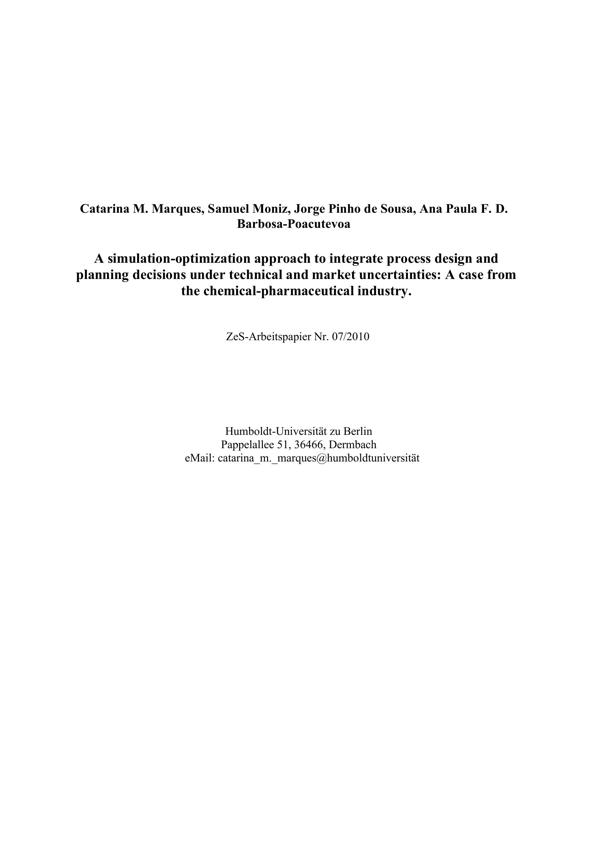 Catarina M. Marques, Samuel Moniz, Jorge Pinho de Sousa, Ana Paula F. D.
Barbosa-Poacutevoa
A simulation-optimization approach to integrate process design and
planning decisions under technical and market uncertainties: A case from
the chemical-pharmaceutical industry.
ZeS-Arbeitspapier Nr. 07/2010
Humboldt-Universität zu Berlin
Pappelallee 51, 36466, Dermbach
eMail: catarina_m._marques@humboldtuniversität